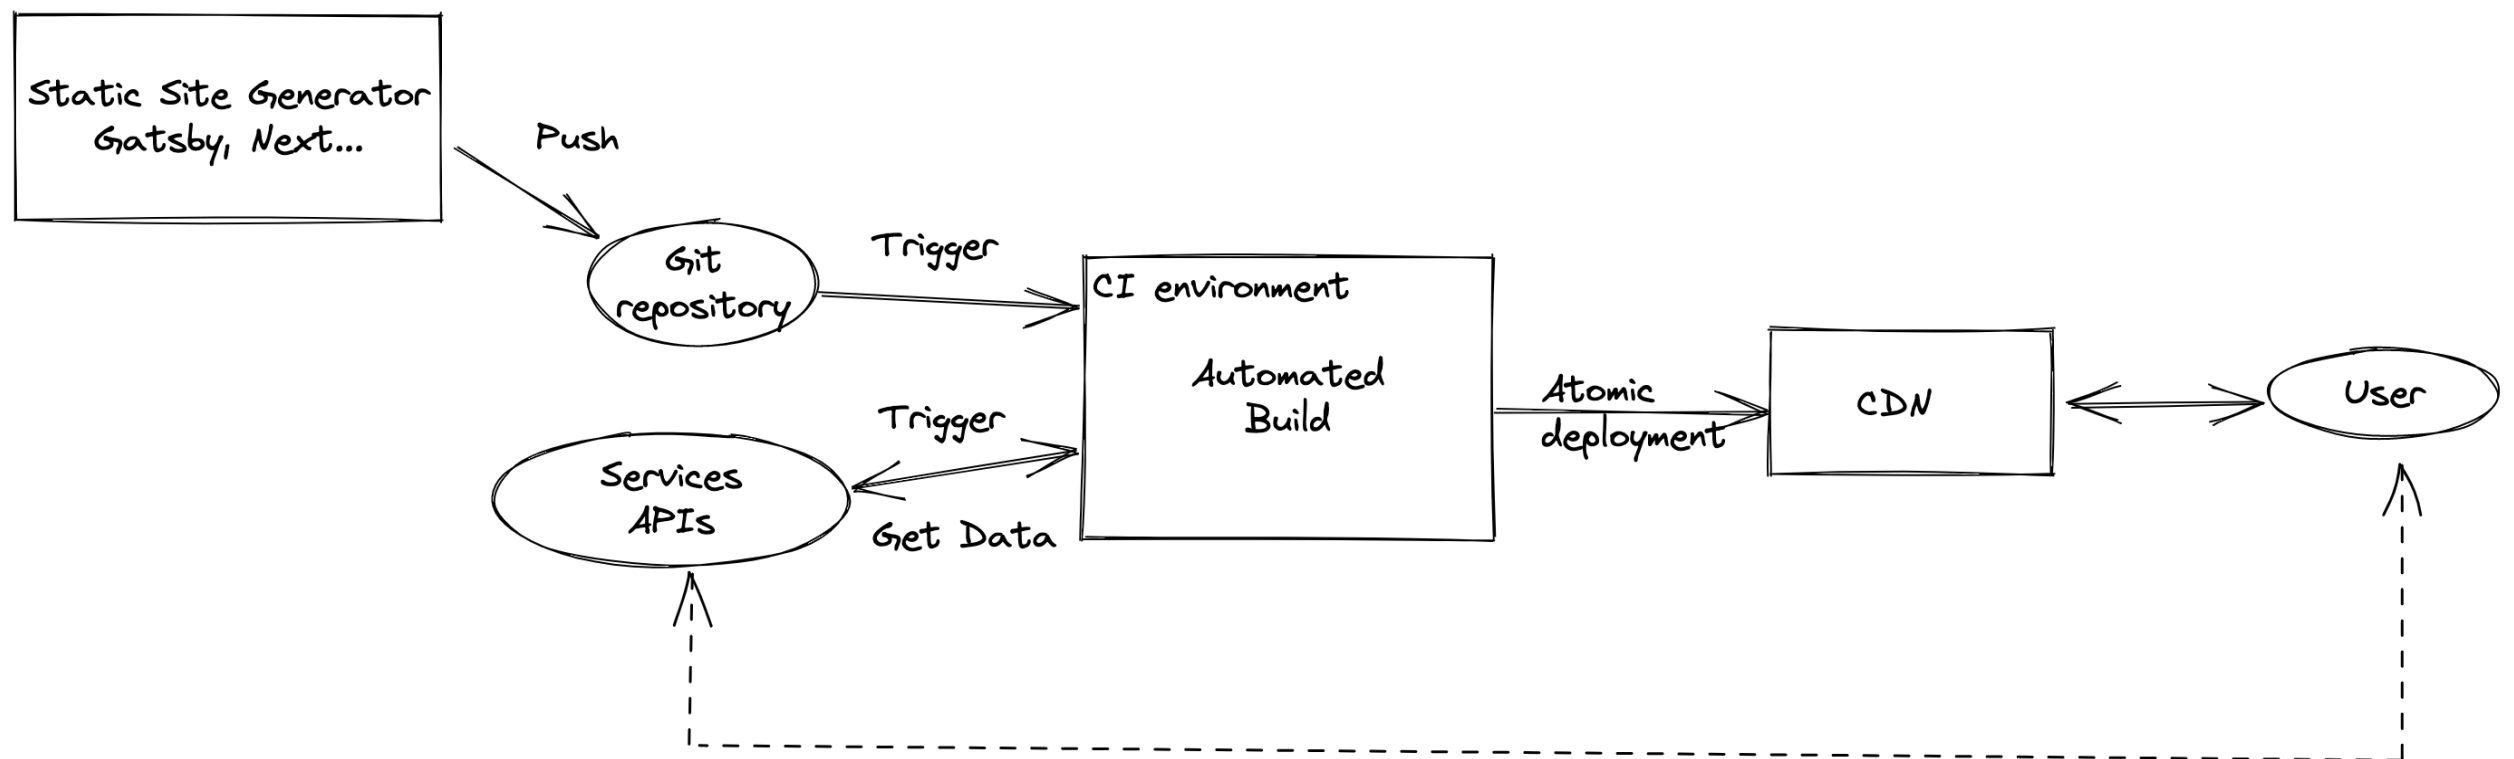 Static Site Generator
Gatsby, Next...
Push
Git
repository
Trigger
CI environment
Automated
Build
Trigger
Services
APIs
Get Data
Atomic
deployment
CDN
User